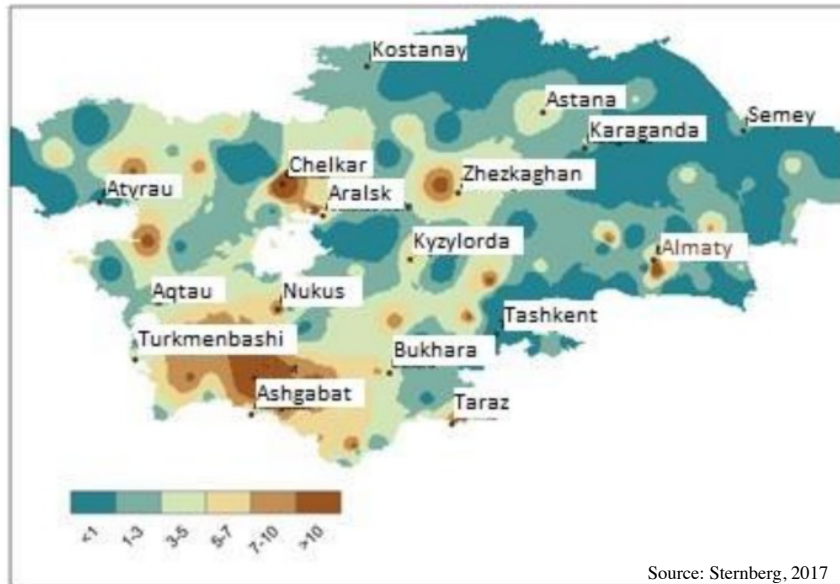 Kostanay
Astana
Semey
Karaganda
Chelkar
Zhezkaghan
Atyrau
Aralsk
Kyzylorda
Almaty
Aqtau
Nukus
Tashkent
Turkmenbashi
Bukhara
Ashgabat
Taraz
<1
1-3
3-5
5-7
7-10
>10
Source: Sternberg, 2017